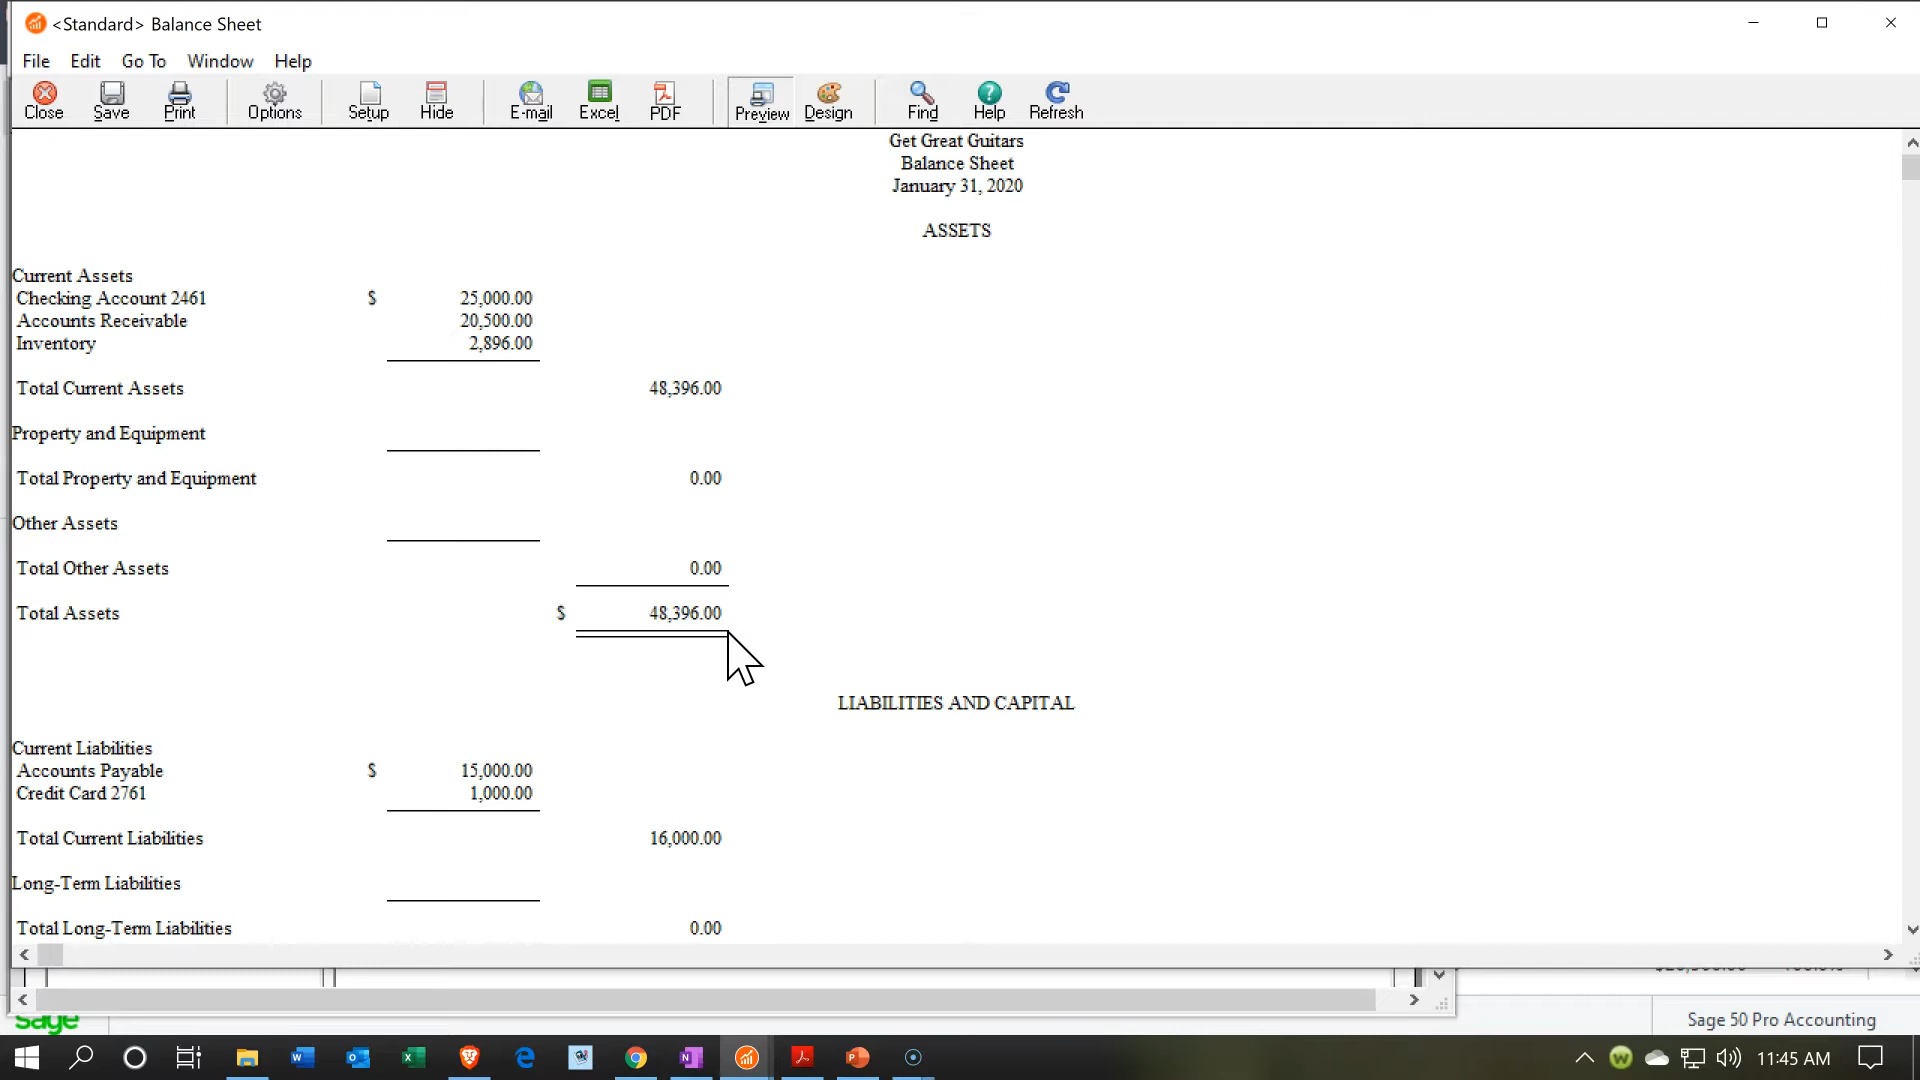 <Standard> Balance Sheet
File Edit Go To Window Help
Close Save Print Options Setup Hide E-mail Excel PDF Preview Design Find Help Refresh
Get Great Guitars
Balance Sheet
January 31, 2020
ASSETS
Current Assets
Checking Account 2461 $ 25,000.00
Accounts Receivable 20,500.00
Inventory 2,896.00
Total Current Assets 48,396.00
Property and Equipment
Total Property and Equipment 0.00
Other Assets
Total Other Assets 0.00
Total Assets $ 48,396.00
LIABILITIES AND CAPITAL
Current Liabilities
Accounts Payable $ 15,000.00
Credit Card 2761 1,000.00
Total Current Liabilities 16,000.00
Long-Term Liabilities
Total Long-Term Liabilities 0.00
sage Sage 50 Pro Accounting
11:45 AM